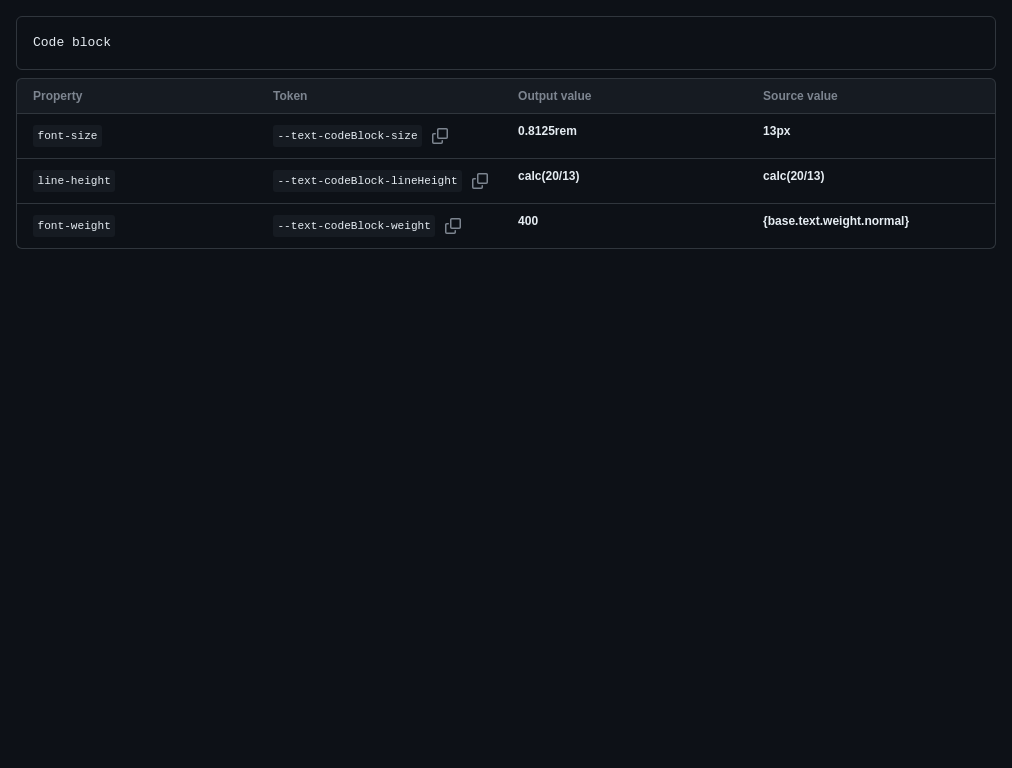 Code block
Property Token Output value Source value
font-size --text-codeBlock-size 0.8125rem 13px
line-height --text-codeBlock-lineHeight calc(20/13) calc(20/13)
font-weight --text-codeBlock-weight 400 {base.text.weight.normal}